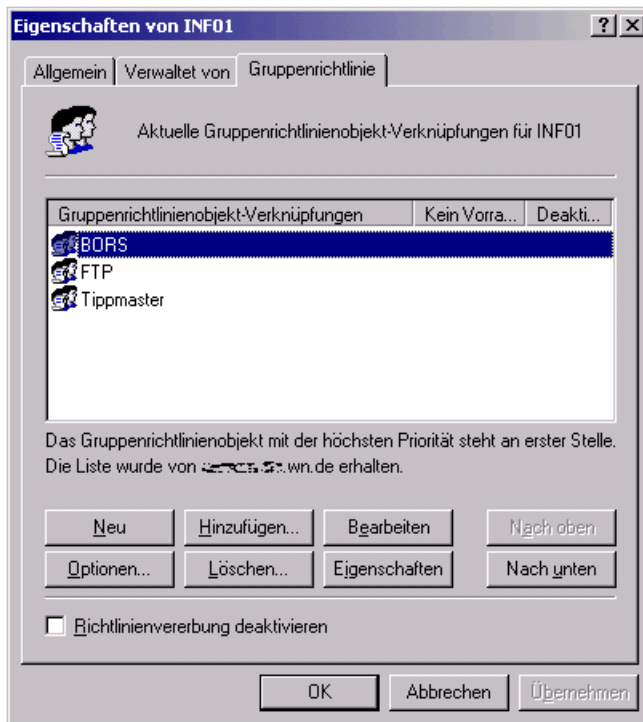 Eigenschaften von INF01
Allgemein Verwaltet von Gruppenrichtlinie
Aktuelle Gruppenrichtlinienobjekt-Verknüpfungen für INF01
Gruppenrichtlinienobjekt-Verknüpfungen Kein Vorra... Deakti...
BORS
FTP
Tippmaster
Das Gruppenrichtlinienobjekt mit der höchsten Priorität steht an erster Stelle.
Die Liste wurde von .wn.de erhalten.
Neu Hinzufügen... Bearbeiten Nach oben
Optionen... Löschen... Eigenschaften Nach unten
Richtlinienvererbung deaktivieren
OK Abbrechen Übernehmen